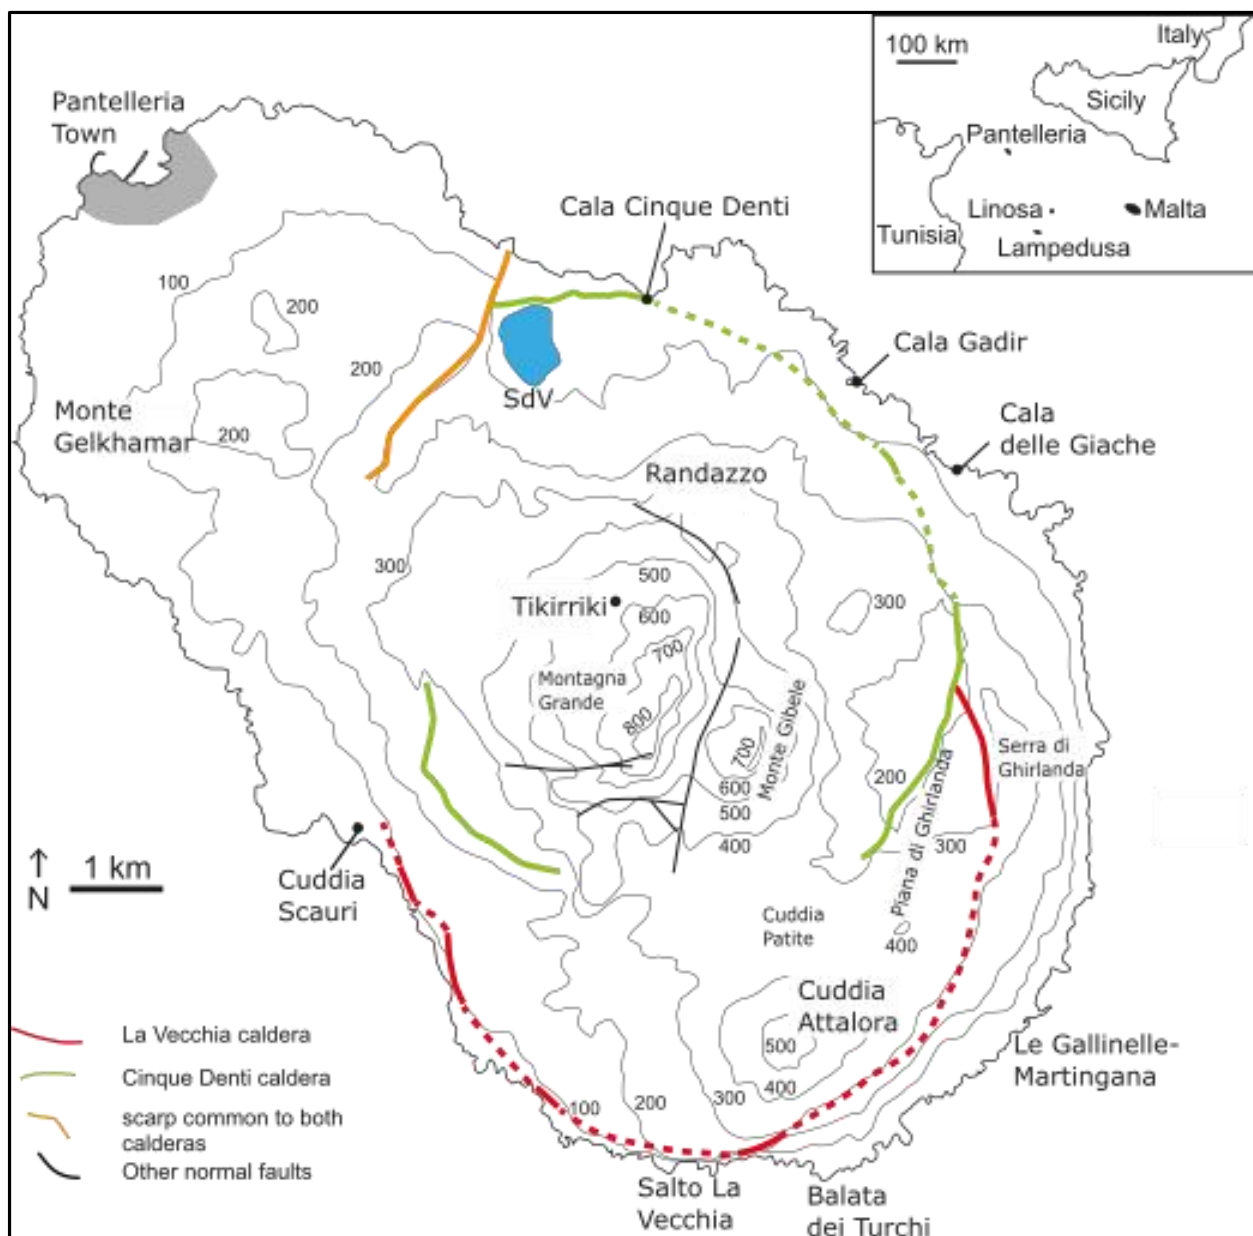 Pantelleria
Town
100 km
Italy
Sicily
Pantelleria
Linosa
Malta
Tunisia
Lampedusa
Cala Cinque Denti
100
200
200
Cala Gadir
SdV
Monte
Gelkhamar
200
Cala
delle Giache
Randazzo
300
500
Tikirriki
600
300
700
Montagna
Grande
800
Monte Gibele
700
Serra di
Ghirlanda
200
600
500
400
Piana di Ghirlanda
300
N
1 km
Cuddia
Scauri
Cuddia
Patite
400
Cuddia
Attalora
500
400
La Vecchia caldera
Cinque Denti caldera
scarp common to both
calderas
Other normal faults
100
200
300
Le Gallinelle-
Martingana
Salto La
Vecchia
Balata
dei Turchi